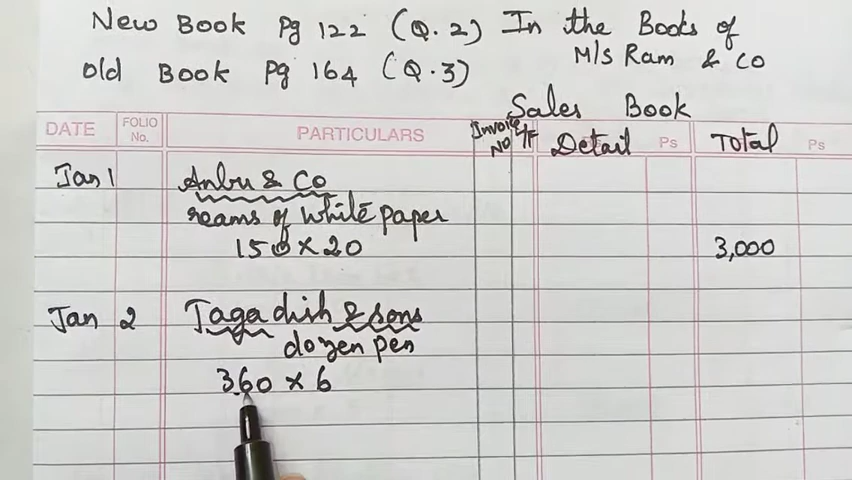 New Book Pg 122 (Q.2) In the Books of
M/s Ram & CO
Old Book Pg 164 (Q.3)
Sales Book
DATE FOLIO No. PARTICULARS Invoice NO L/F Detail Ps Total Ps
Jan 1 Anbu & Co
reams of white paper
150 × 20 3,000
Jan 2 Jagadish & sons
dozen pen
360 × 6